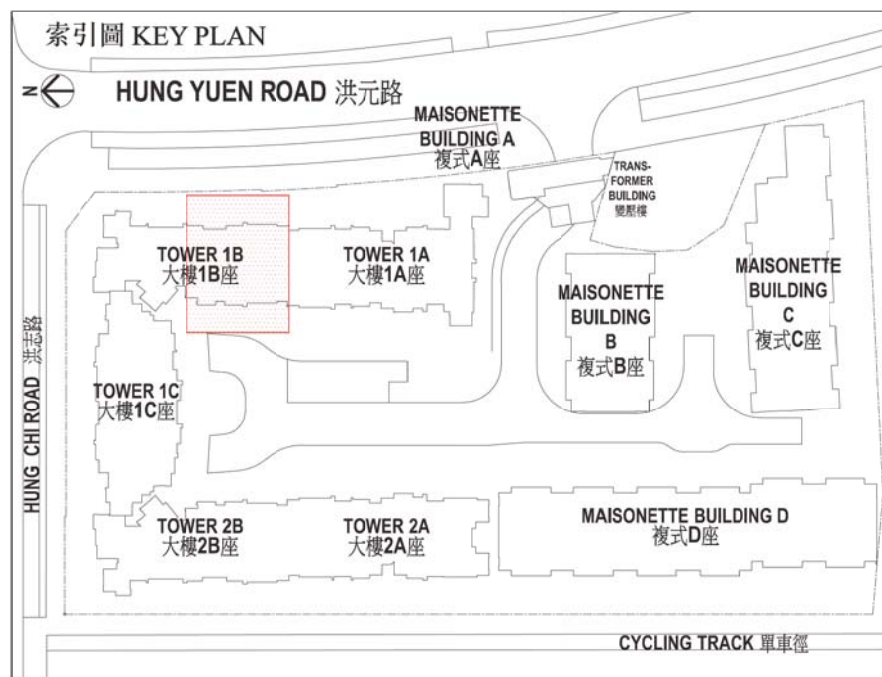 索引圖 KEY PLAN
N
HUNG YUEN ROAD 洪元路
MAISONETTE
BUILDING A
複式A座
TRANS-
FORMER
BUILDING
變壓樓
TOWER 1B
大樓1B座
TOWER 1A
大樓1A座
MAISONETTE
BUILDING
B
複式B座
MAISONETTE
BUILDING
C
複式C座
HUNG CHI ROAD 洪志路
TOWER 1C
大樓1C座
TOWER 2B
大樓2B座
TOWER 2A
大樓2A座
MAISONETTE BUILDING D
複式D座
CYCLING TRACK 單車徑